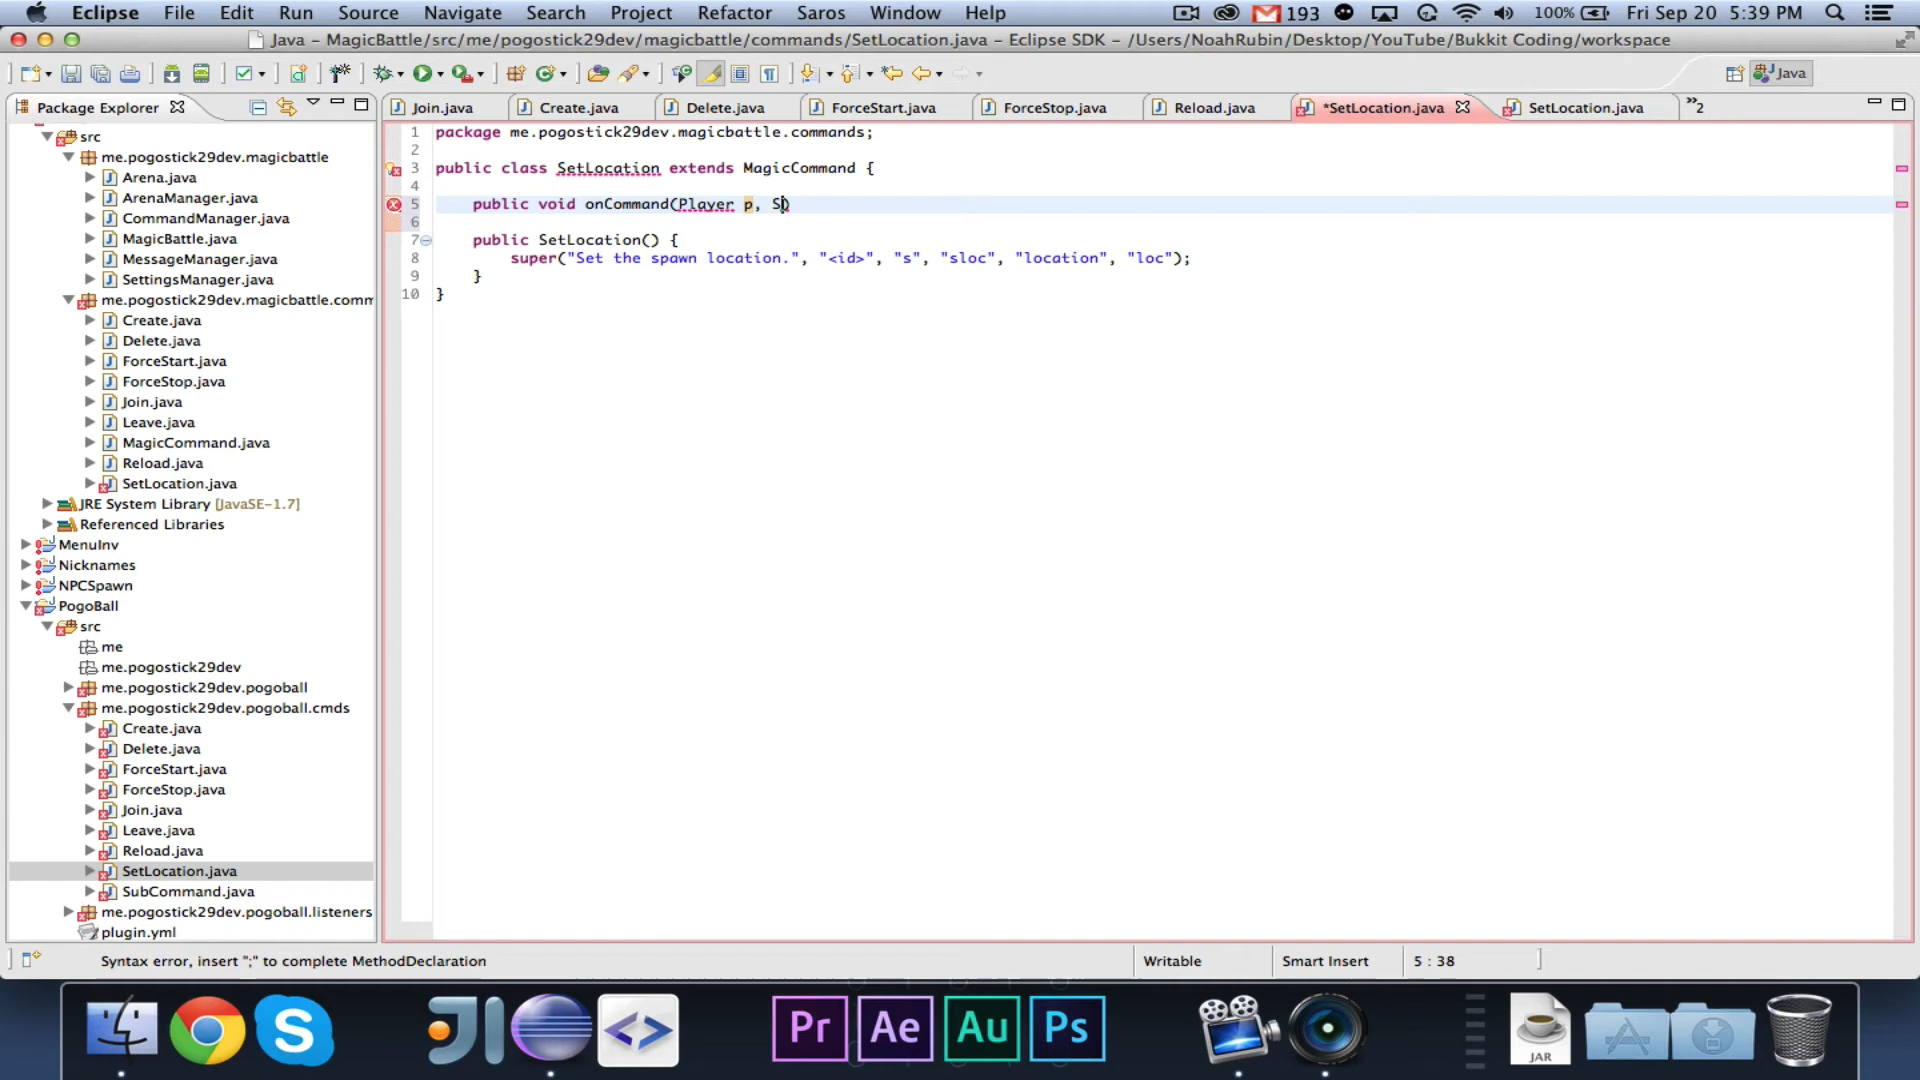 Eclipse File Edit Run Source Navigate Search Project Refactor Saros Window Help 193 100% Fri Sep 20 5:39 PM
Java – MagicBattle/src/me/pogostick29dev/magicbattle/commands/SetLocation.java – Eclipse SDK – /Users/NoahRubin/Desktop/YouTube/Bukkit Coding/workspace
Java
Package Explorer
Join.java Create.java Delete.java ForceStart.java ForceStop.java Reload.java *SetLocation.java SetLocation.java »2
src
me.pogostick29dev.magicbattle
Arena.java
ArenaManager.java
CommandManager.java
MagicBattle.java
MessageManager.java
SettingsManager.java
me.pogostick29dev.magicbattle.comm
Create.java
Delete.java
ForceStart.java
ForceStop.java
Join.java
Leave.java
MagicCommand.java
Reload.java
SetLocation.java
JRE System Library [JavaSE-1.7]
Referenced Libraries
MenuInv
Nicknames
NPCSpawn
PogoBall
src
me
me.pogostick29dev
me.pogostick29dev.pogoball
me.pogostick29dev.pogoball.cmds
Create.java
Delete.java
ForceStart.java
ForceStop.java
Join.java
Leave.java
Reload.java
SetLocation.java
SubCommand.java
me.pogostick29dev.pogoball.listeners
plugin.yml
1 package me.pogostick29dev.magicbattle.commands;
2
3 public class SetLocation extends MagicCommand {
4
5 public void onCommand(Player p, S)
6
7 public SetLocation() {
8 super("Set the spawn location.", "<id>", "s", "sloc", "location", "loc");
9 }
10 }
Syntax error, insert ";" to complete MethodDeclaration
Writable Smart Insert 5 : 38
S Pr Ae Au Ps JAR